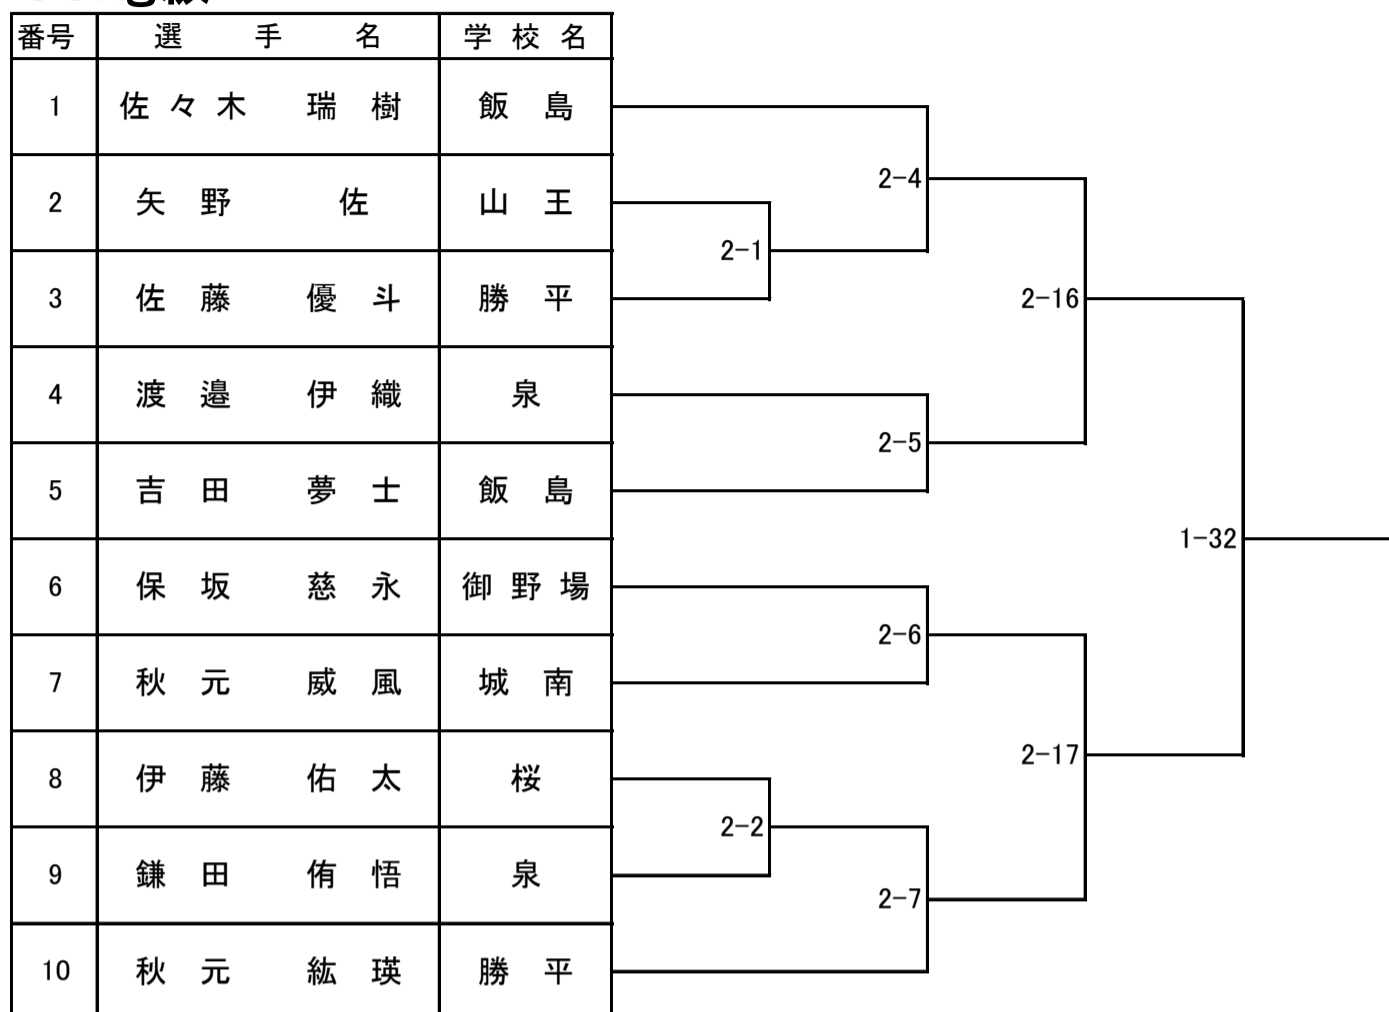 番号 選手名 学校名
1 佐々木 瑞樹 飯島
2-4
2 矢野 佐 山王
2-1
3 佐藤 優斗 勝平
2-16
4 渡邉 伊織 泉
2-5
5 吉田 夢士 飯島
1-32
6 保坂 慈永 御野場
2-6
7 秋元 威風 城南
2-17
8 伊藤 佑太 桜
2-2
9 鎌田 侑悟 泉
2-7
10 秋元 紘瑛 勝平